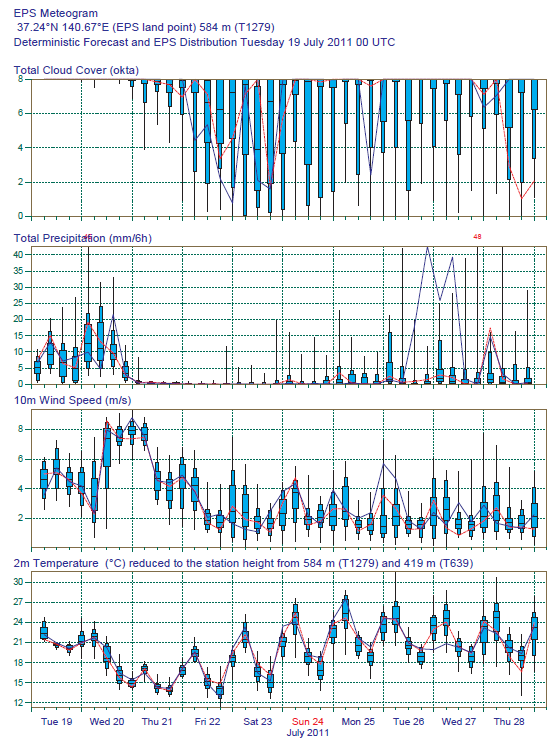 EPS Meteogram
37.24°N 140.67°E (EPS land point) 584 m (T1279)
Deterministic Forecast and EPS Distribution Tuesday 19 July 2011 00 UTC
Total Cloud Cover (okta)
8
6
4
2
0
Total Precipitation (mm/6h)
48
40
35
30
25
20
15
10
5
0
10m Wind Speed (m/s)
8
6
4
2
2m Temperature (°C) reduced to the station height from 584 m (T1279) and 419 m (T639)
30
27
24
21
18
15
12
Tue 19 Wed 20 Thu 21 Fri 22 Sat 23 Sun 24 Mon 25 Tue 26 Wed 27 Thu 28
July 2011